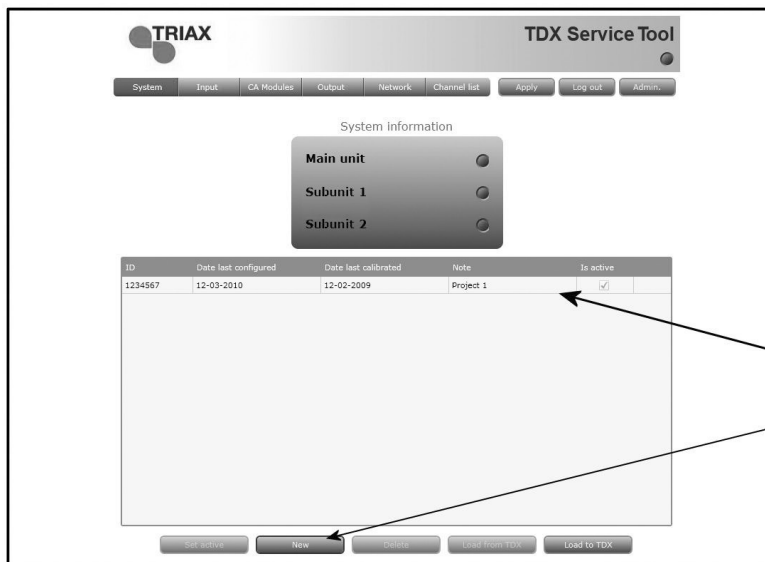 TRIAX
TDX Service Tool
System Input CA Modules Output Network Channel list Apply Log out Admin.
System information
Main unit
Subunit 1
Subunit 2
ID Date last configured Date last calibrated Note Is active
1234567 12-03-2010 12-02-2009 Project 1
Set active New Delete Load from TDX Load to TDX